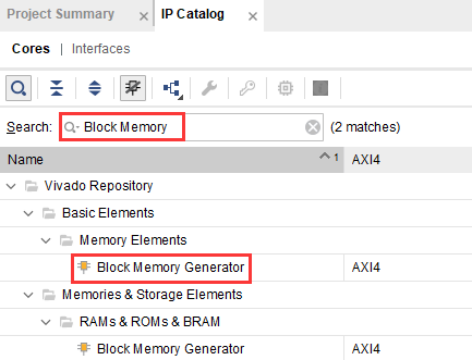 Project Summary × IP Catalog ×
Cores | Interfaces
Search: Block Memory (2 matches)
Name 1 AXI4
Vivado Repository
Basic Elements
Memory Elements
Block Memory Generator AXI4
Memories & Storage Elements
RAMs & ROMs & BRAM
Block Memory Generator AXI4